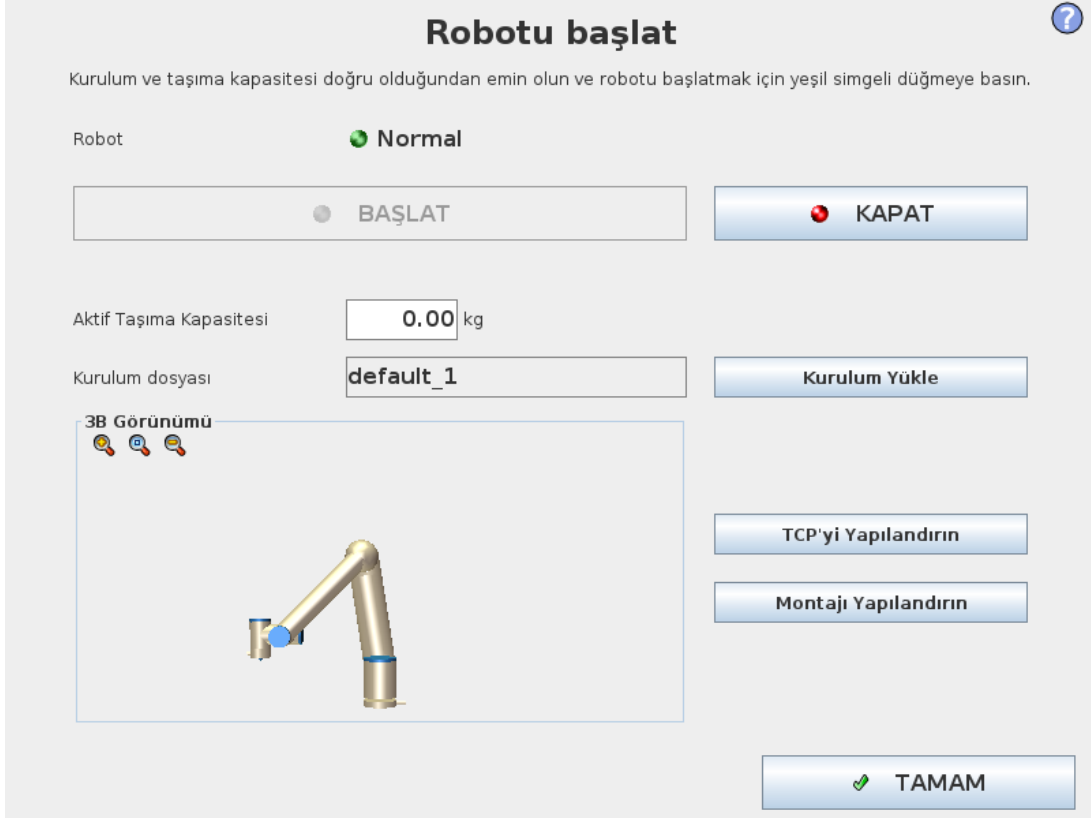 Robotu başlat
Kurulum ve taşıma kapasitesi doğru olduğundan emin olun ve robotu başlatmak için yeşil simgeli düğmeye basın.
Robot Normal
BAŞLAT KAPAT
Aktif Taşıma Kapasitesi 0.00 kg
Kurulum dosyası default_1 Kurulum Yükle
3B Görünümü
TCP'yi Yapılandırın
Montajı Yapılandırın
TAMAM